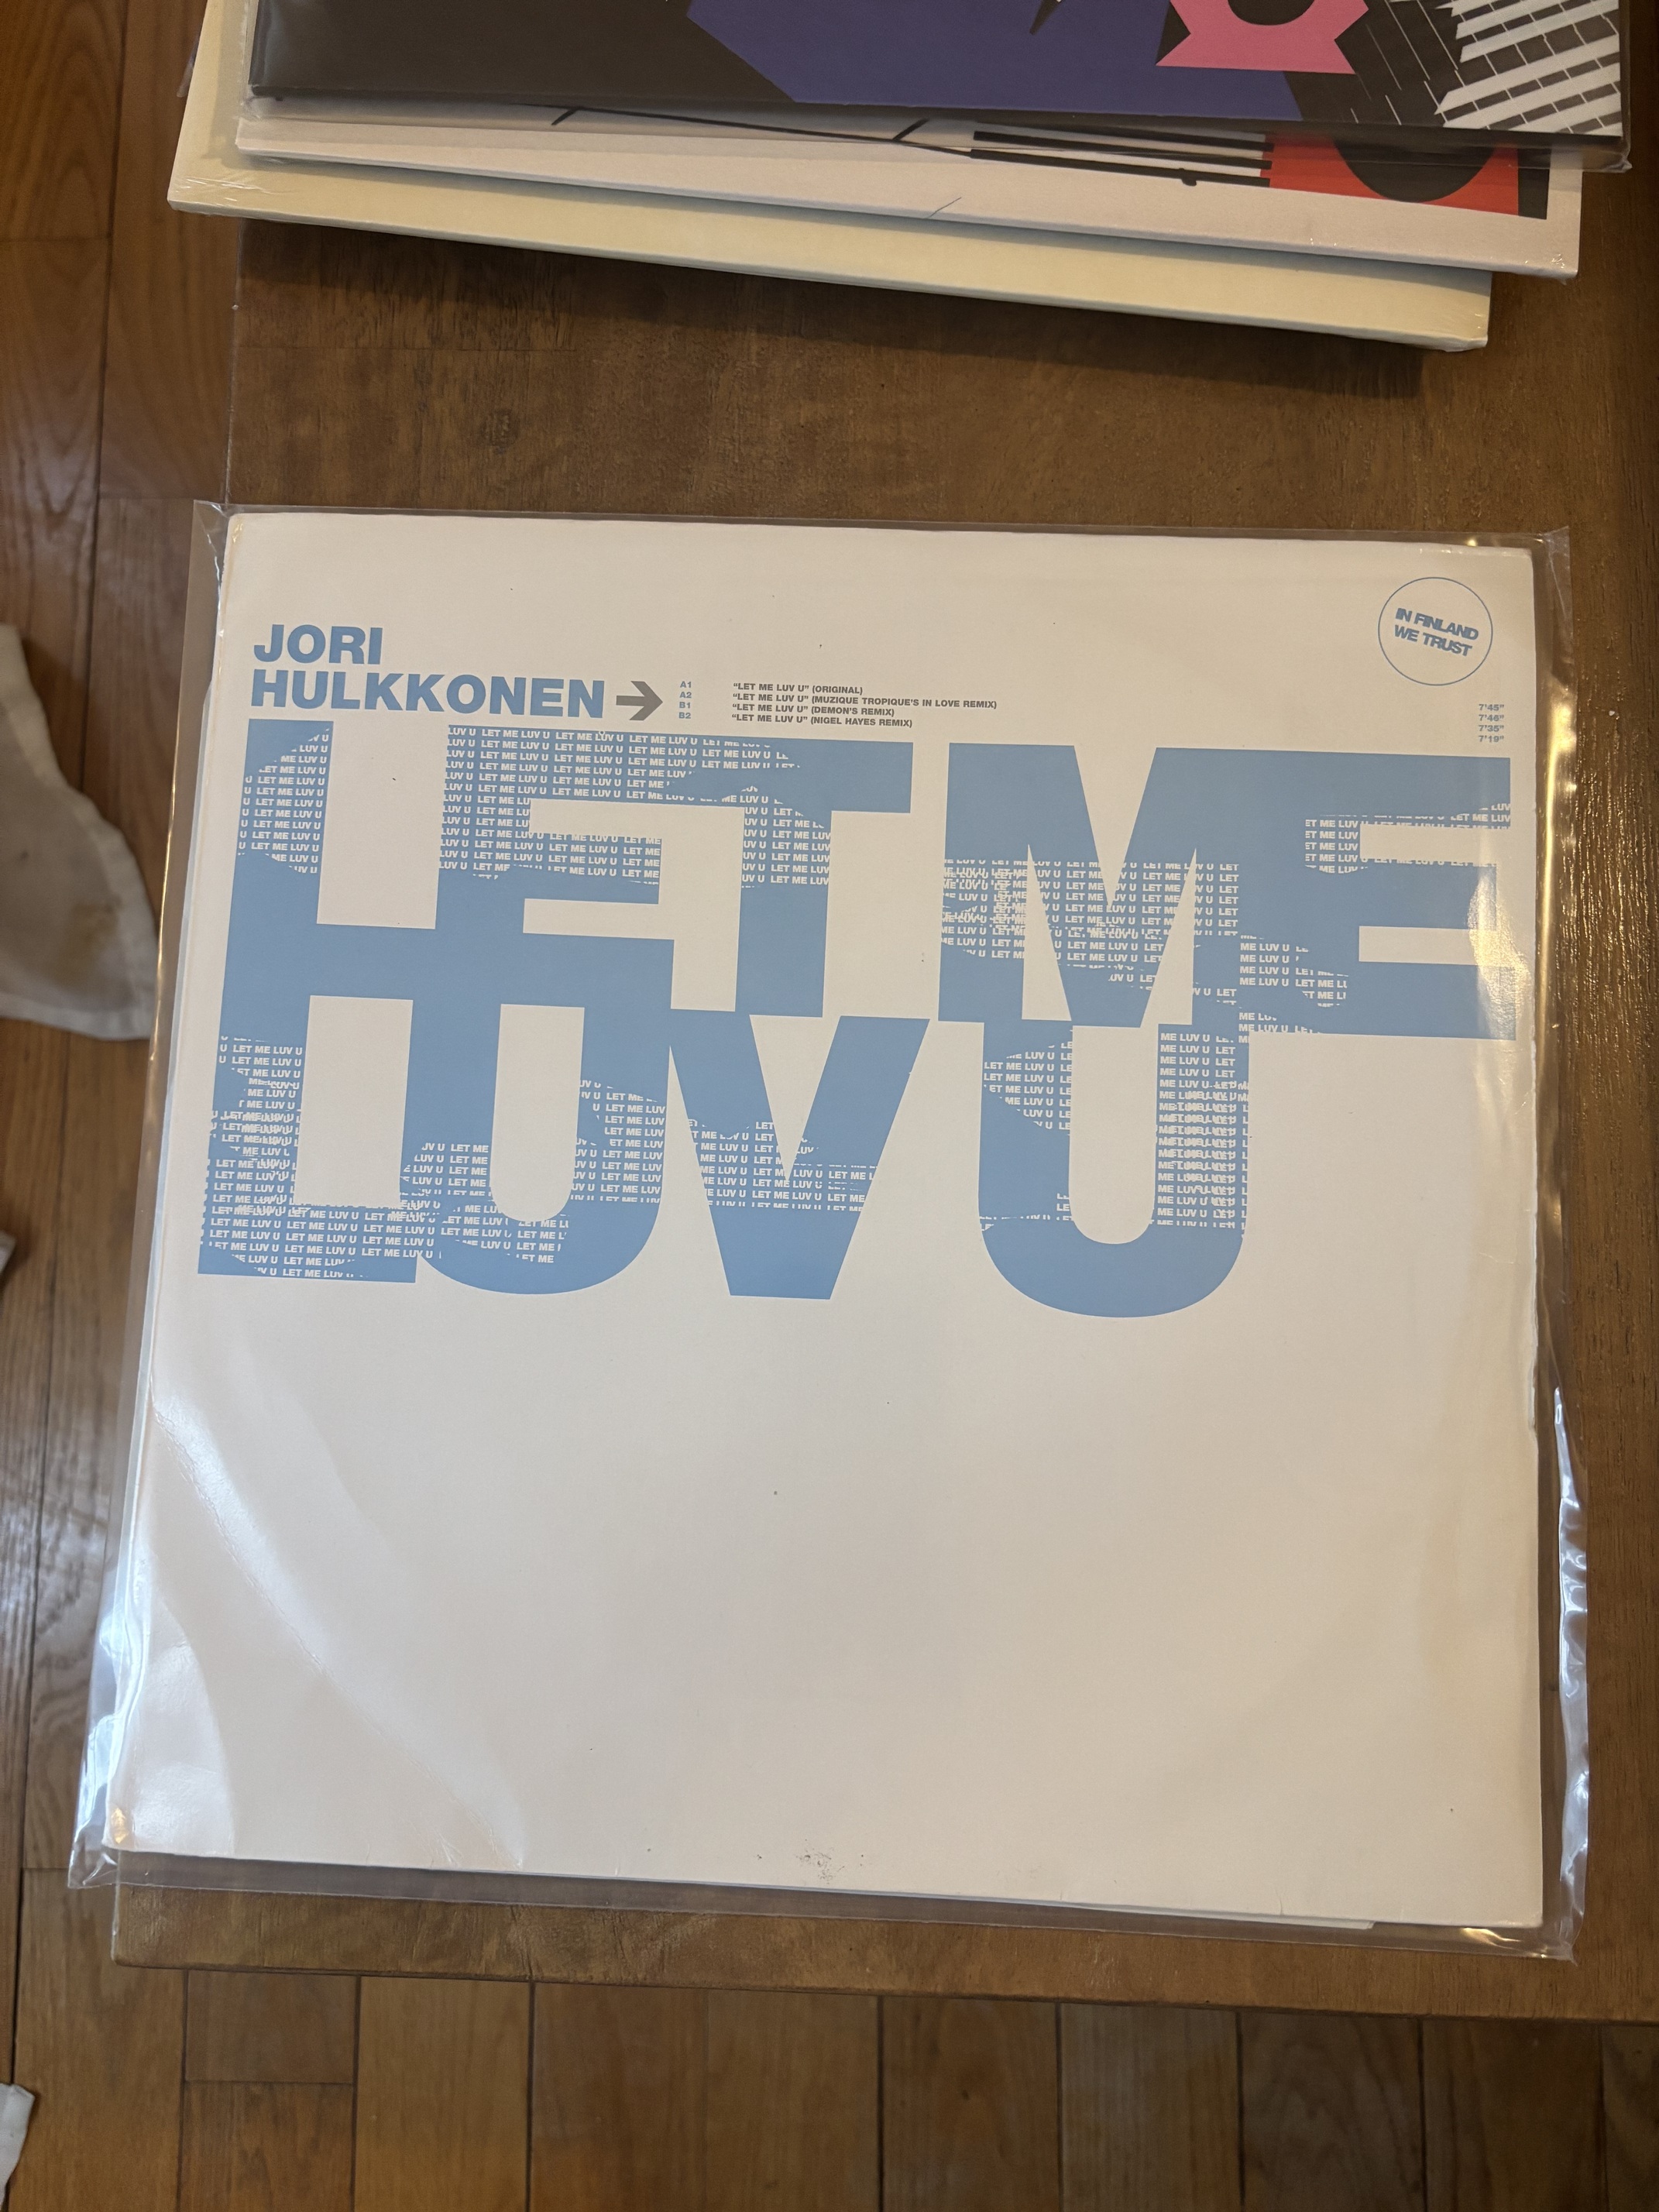 IN FINLAND
WE TRUST
JORI
HULKKONEN →
A1 “LET ME LUV U” (ORIGINAL) 7'45"
A2 “LET ME LUV U” (MUZIQUE TROPIQUE'S IN LOVE REMIX) 7'46"
B1 “LET ME LUV U” (DEMON'S REMIX) 7'35"
B2 “LET ME LUV U” (NIGEL HAYES REMIX) 7'19"
LET ME
LUV U